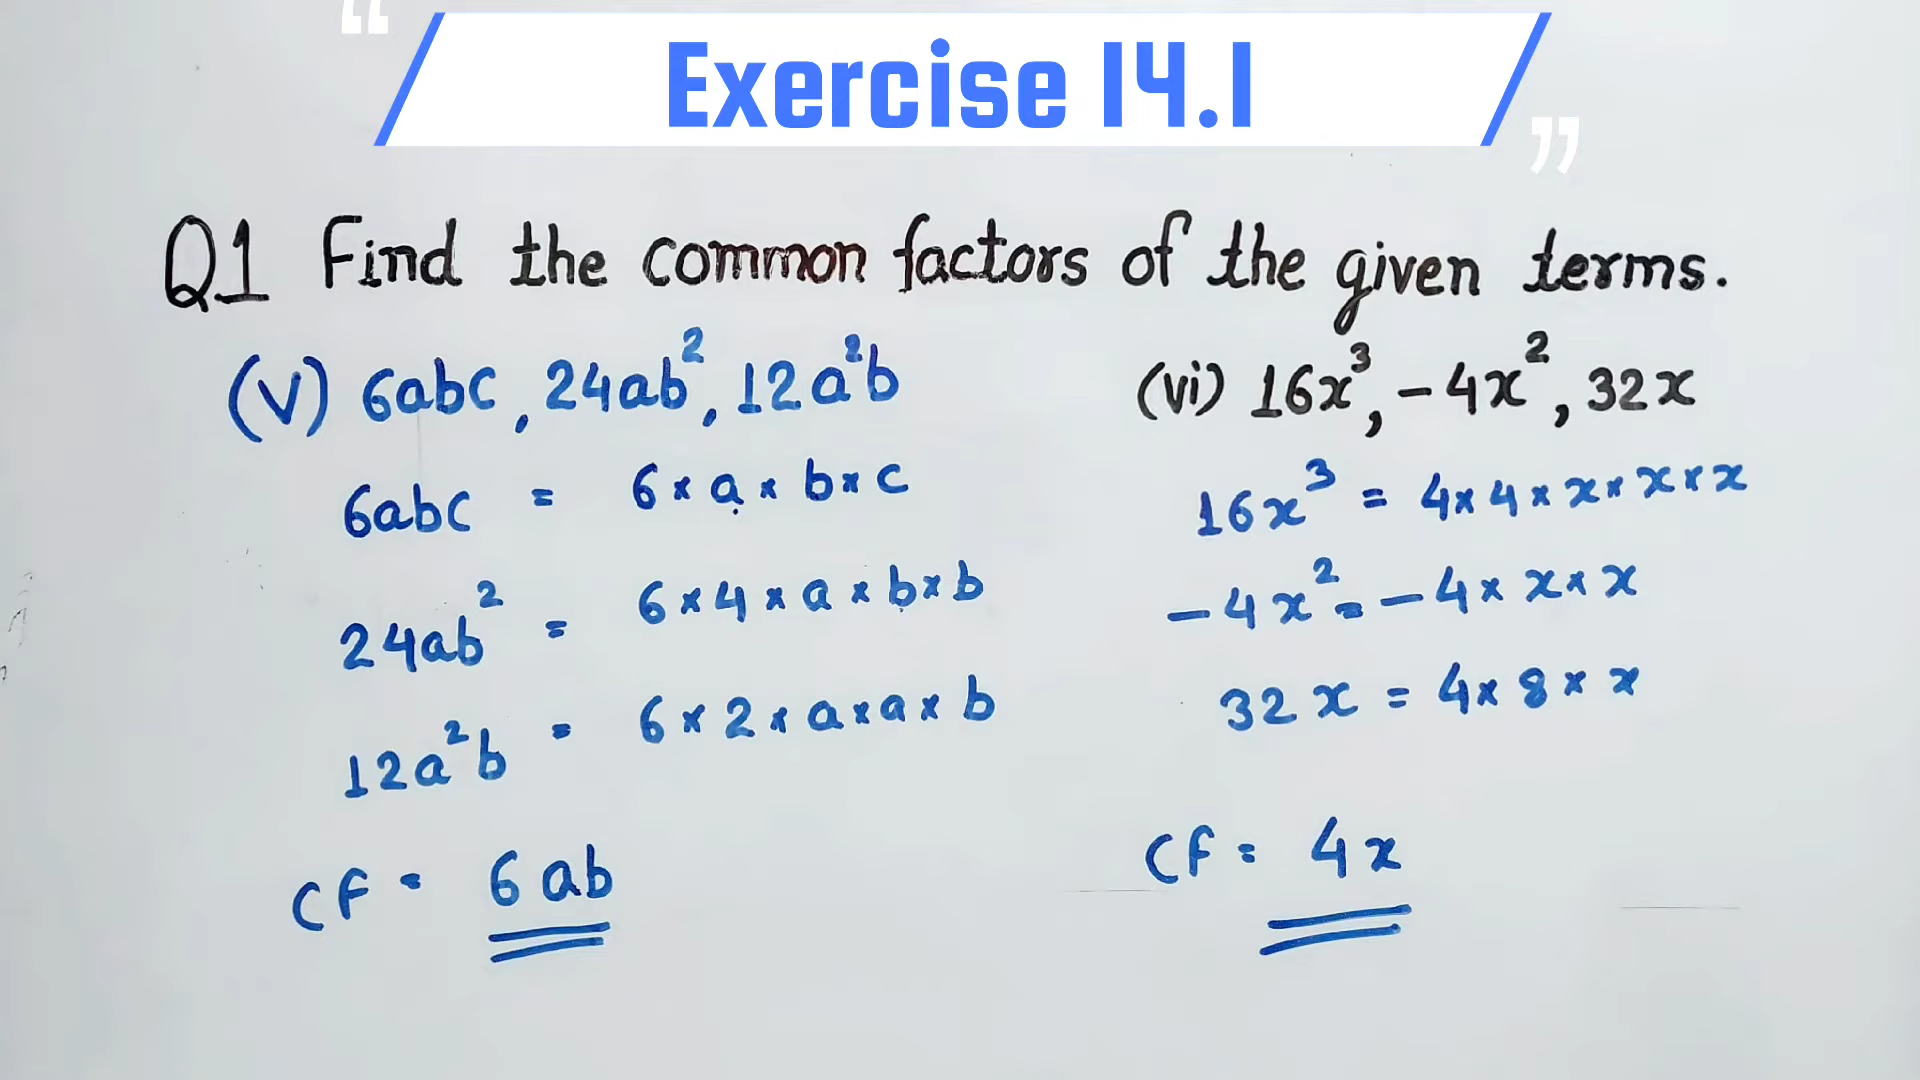 “ Exercise 14.1 ”
Q1 Find the common factors of the given terms.
(V) 6abc, 24ab², 12a²b
6abc = 6 × a × b × c
24ab² = 6 × 4 × a × b × b
12a²b = 6 × 2 × a × a × b
CF = 6ab
(vi) 16x³, -4x², 32x
16x³ = 4 × 4 × x × x × x
-4x² = -4 × x × x
32x = 4 × 8 × x
CF = 4x